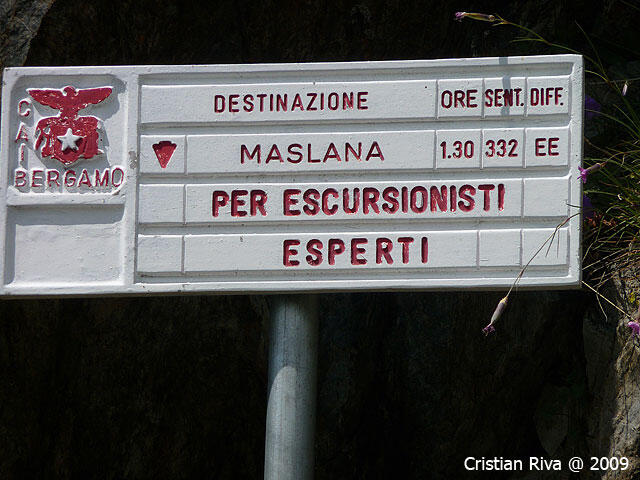 CAI
BERGAMO
DESTINAZIONE ORE SENT. DIFF.
MASLANA 1.30 332 EE
PER ESCURSIONISTI
ESPERTI
Cristian Riva @ 2009